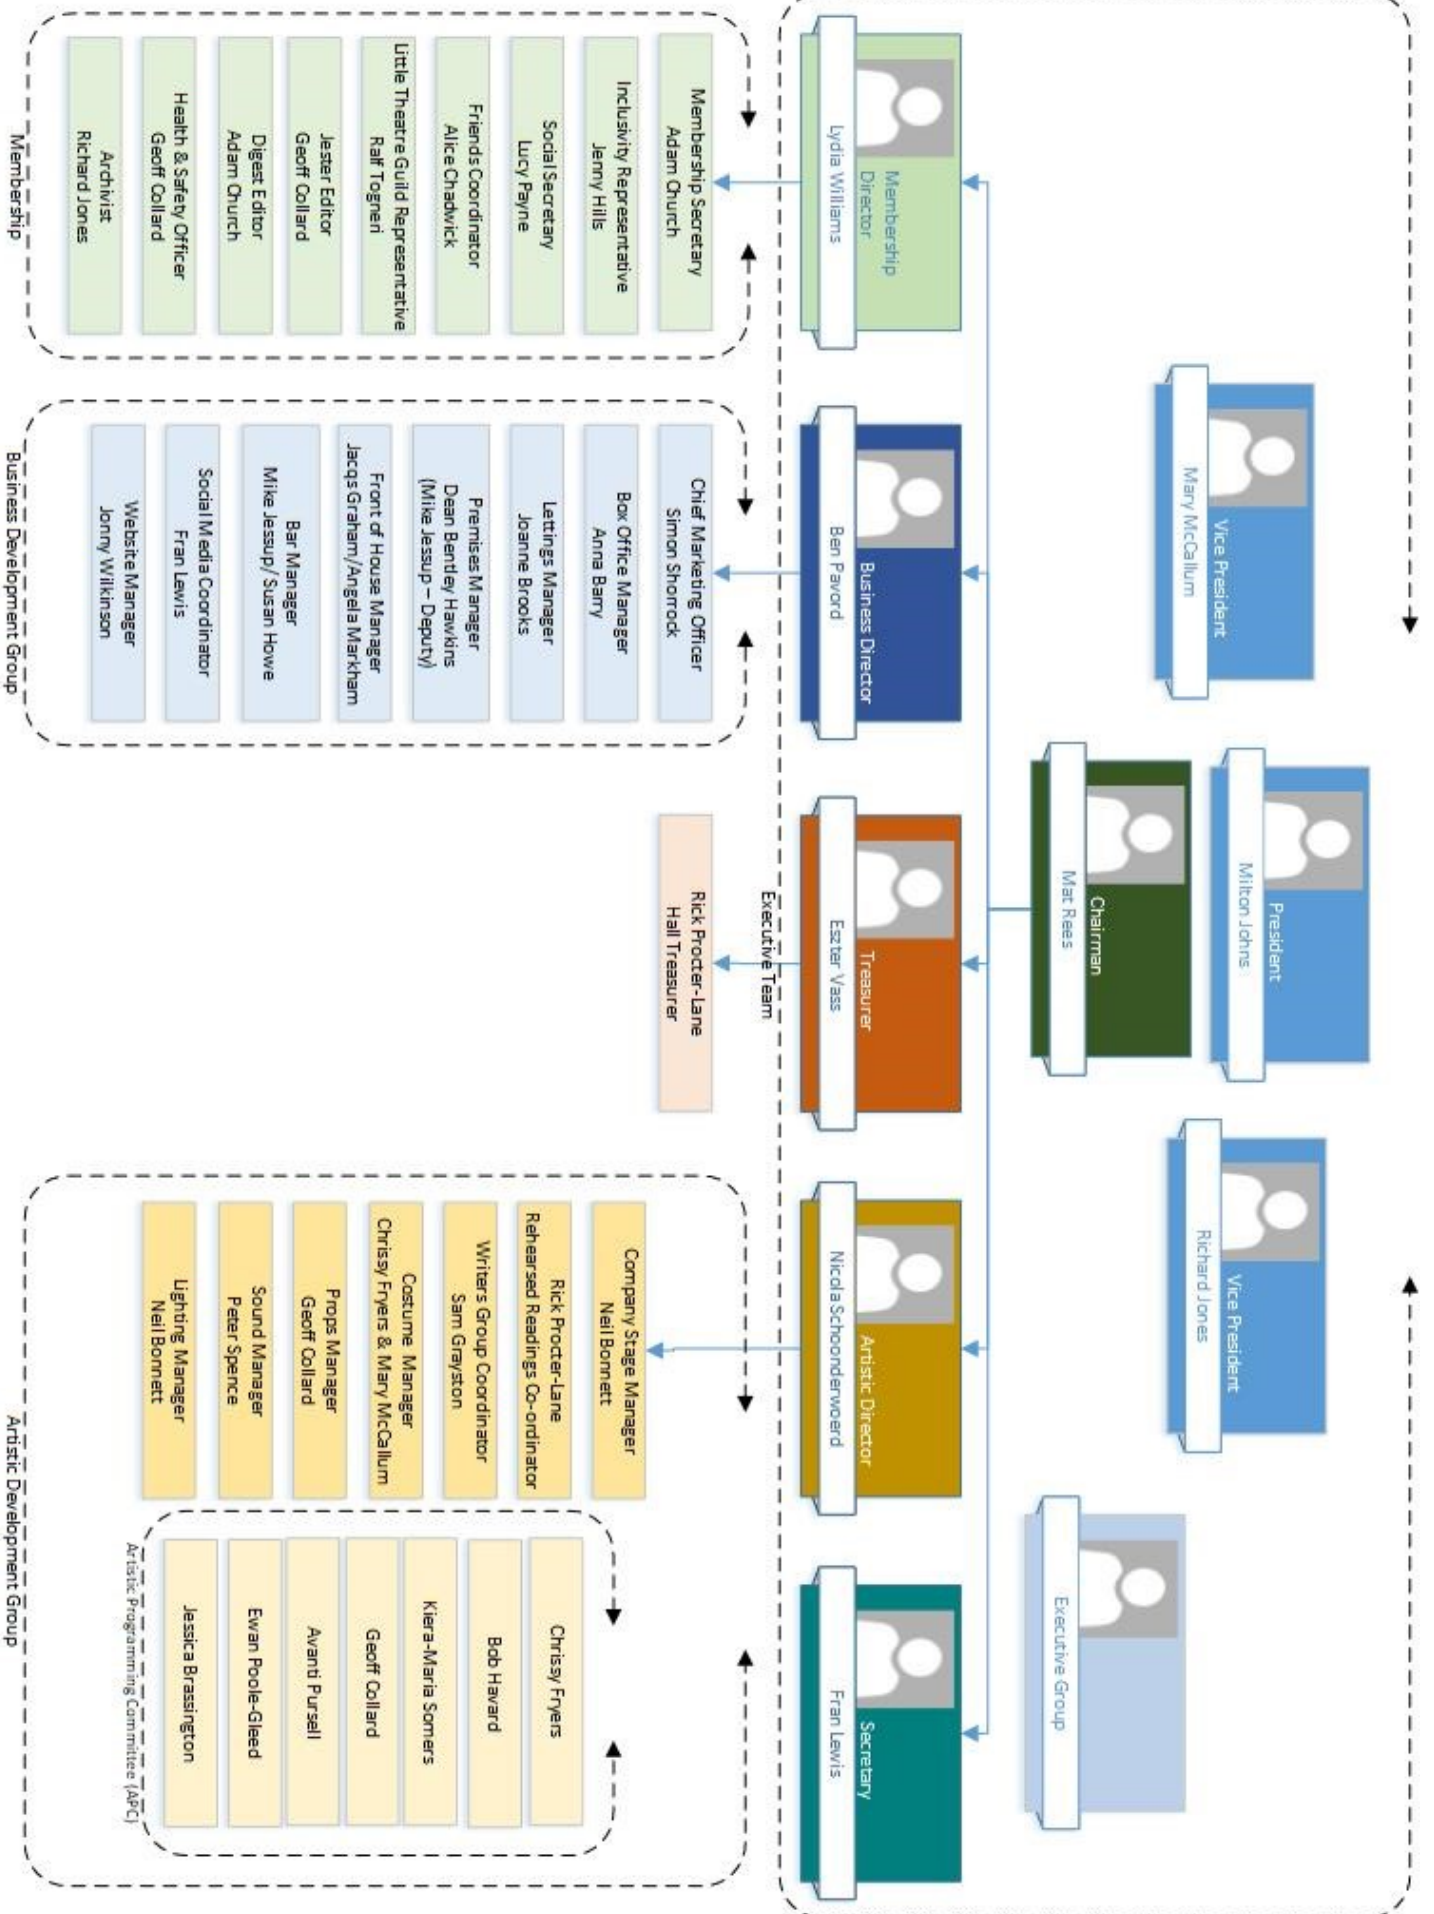 President
Milton Johns
Vice President
Mary McCallum
Vice President
Richard Jones
Chairman
Mat Rees
Executive Group
Membership
Director
Lydia Williams
Business Director
Ben Pavord
Treasurer
Eszter Vass
Artistic Director
Nicola Schoonderwoerd
Secretary
Fran Lewis
Executive Team
Membership Secretary
Adam Church
Inclusivity Representative
Jenny Hills
Social Secretary
Lucy Payne
Friends Coordinator
Alice Chadwick
Little Theatre Guild Representative
Ralf Togneri
Jester Editor
Geoff Collard
Digest Editor
Adam Church
Health & Safety Officer
Geoff Collard
Archivist
Richard Jones
Membership
Chief Marketing Officer
Simon Shorrock
Box Office Manager
Anna Barry
Lettings Manager
Joanne Brooks
Premises Manager
Dean Bentley Hawkins
(Mike Jessup – Deputy)
Front of House Manager
Jacqs Graham/Angela Markham
Bar Manager
Mike Jessup/ Susan Howe
Social Media Coordinator
Fran Lewis
Website Manager
Jonny Wilkinson
Business Development Group
Rick Procter-Lane
Hall Treasurer
Company Stage Manager
Neil Bonnett
Rick Procter-Lane
Rehearsed Readings Co-ordinator
Writers Group Coordinator
Sam Grayston
Costume Manager
Chrissy Fryers & Mary McCallum
Props Manager
Geoff Collard
Sound Manager
Peter Spence
Lighting Manager
Neil Bonnett
Chrissy Fryers
Bob Havard
Kiera-Maria Somers
Geoff Collard
Avanti Pursell
Ewan Poole-Gleed
Jessica Brassington
Artistic Programming Committee (APC)
Artistic Development Group